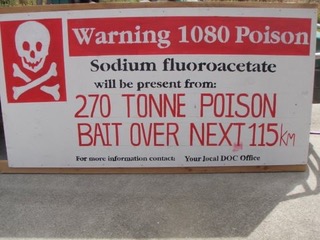 Warning 1080 Poison
Sodium fluoroacetate
will be present from:
270 TONNE POISON
BAIT OVER NEXT 115KM
For more information contact: Your local DOC Office